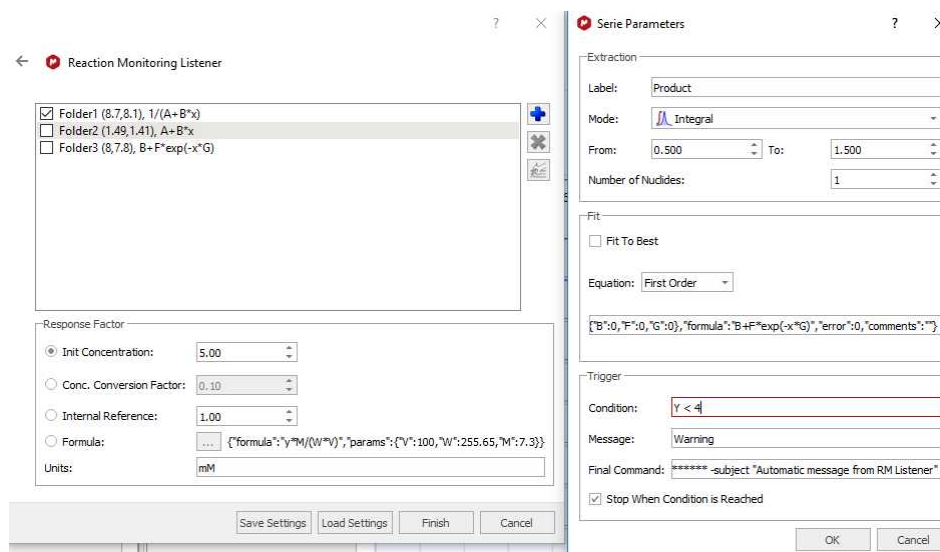 Reaction Monitoring Listener
Folder1 (8.7,8.1), 1/(A+B*x)
Folder2 (1.49,1.41), A+B*x
Folder3 (8,7.8), B+F*exp(-x*G)
Response Factor
Init Concentration: 5.00
Conc. Conversion Factor: 0.10
Internal Reference: 1.00
Formula: ... {"formula":"y*M/(W*V)","params":{"V":100,"W":255.65,"M":7.3}}
Units: mM
Save Settings Load Settings Finish Cancel
Serie Parameters ?
Extraction
Label: Product
Mode: Integral
From: 0.500 To: 1.500
Number of Nuclides: 1
Fit
Fit To Best
Equation: First Order
{"B":0,"F":0,"G":0},"formula":"B+F*exp(-x*G)","error":0,"comments":""}
Trigger
Condition: Y < 4
Message: Warning
Final Command: ****** -subject "Automatic message from RM Listener"
Stop When Condition is Reached
OK Cancel